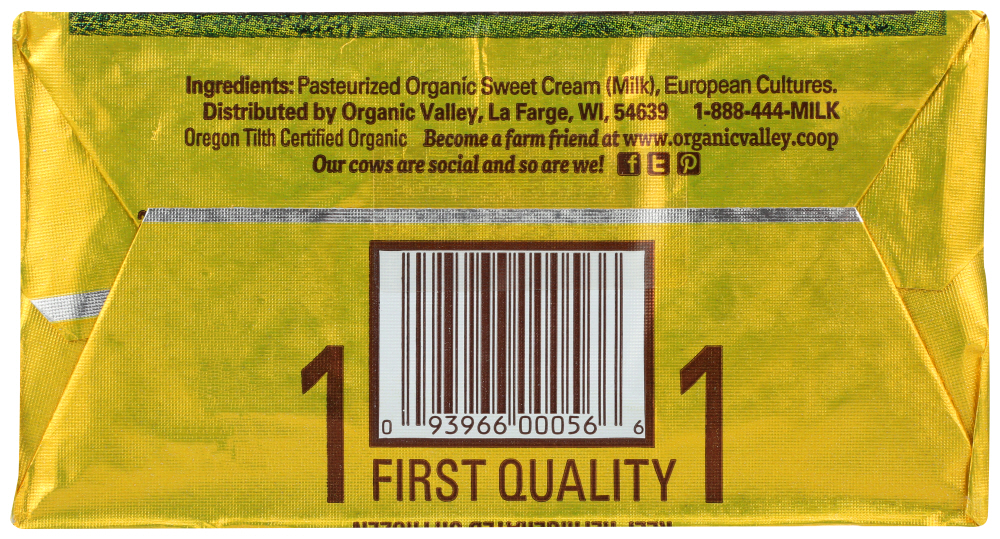 Ingredients: Pasteurized Organic Sweet Cream (Milk), European Cultures.
Distributed by Organic Valley, La Farge, WI, 54639 1-888-444-MILK
Oregon Tilth Certified Organic Become a farm friend at www.organicvalley.coop
Our cows are social and so are we!
0 93966 00056 6
1 1
FIRST QUALITY